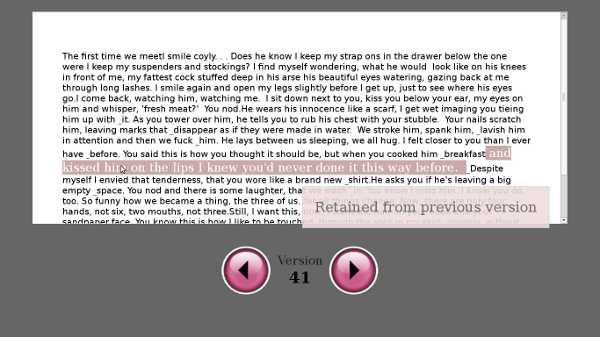 The first time we meetI smile coyly. . . Does he know I keep my strap ons in the drawer below the one
were I keep my suspenders and stockings? I find myself wondering, what he would look like on his knees
in front of me, my fattest cock stuffed deep in his arse his beautiful eyes watering, gazing back at me
through long lashes. I smile again and open my legs slightly before I get up, just to see where his eyes
go.I come back, watching him, watching me. I sit down next to you, kiss you below your ear, my eyes on
him and whisper, 'fresh meat?' You nod.He wears his innocence like a scarf, I get wet imaging you tieing
him up with _it. As you tower over him, he tells you to rub his chest with your stubble. Your nails scratch
him, leaving marks that _disappear as if they were made in water. We stroke him, spank him, _lavish him
in attention and then we fuck _him. He lays between us sleeping, we all hug. I felt closer to you than I ever
have _before. You said this is how you thought it should be, but when you cooked him _breakfast and
kissed him on the lips I knew you'd never done it this way before. _Despite
myself I envied that tenderness, that you wore like a brand new _shirt.He asks you if he's leaving a big
empty _space. You nod and there is some laughter, that we wash _in. You know I miss him. I know you do,
too. So funny how we became a thing, the three of us.
hands, not six, two mouths, not three.Still, I want this,
sandpaper face. You know this is how I like to be touched
Retained from previous version
Version
41